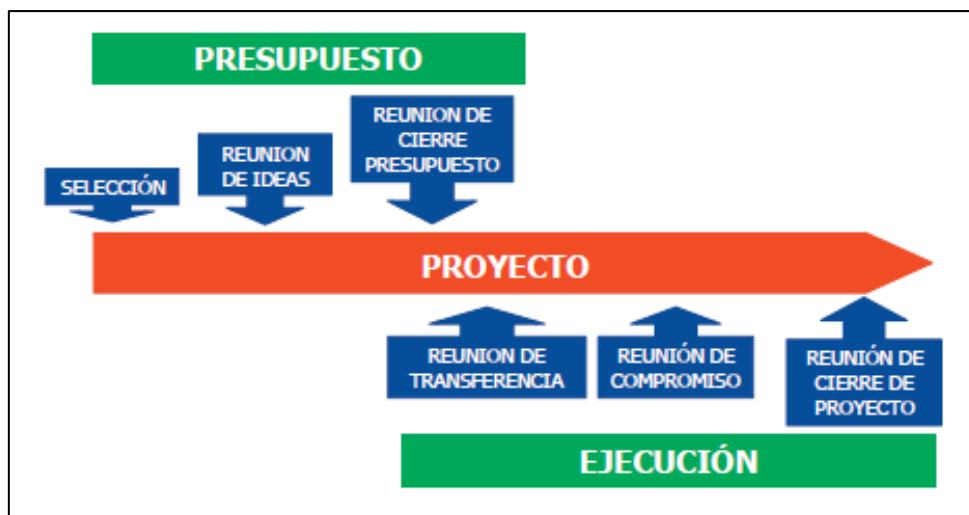 PRESUPUESTO
SELECCIÓN
REUNION
DE IDEAS
REUNION DE
CIERRE
PRESUPUESTO
PROYECTO
REUNION DE
TRANSFERENCIA
REUNIÓN DE
COMPROMISO
REUNIÓN DE
CIERRE DE
PROYECTO
EJECUCIÓN